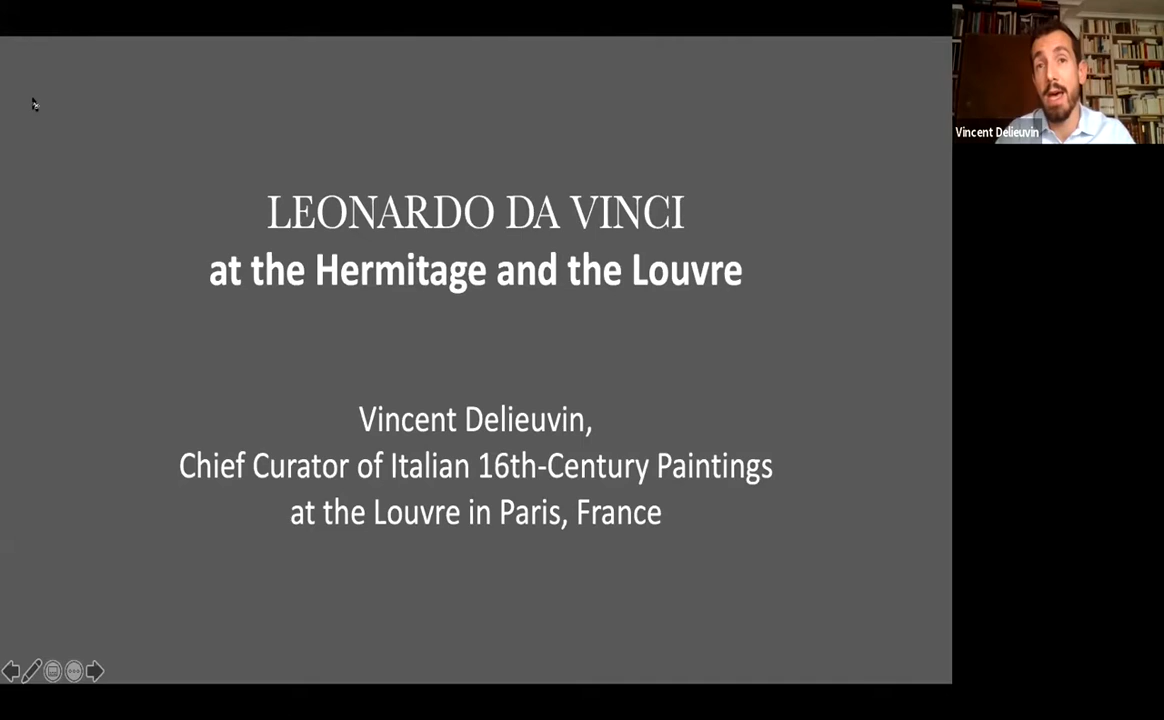 LEONARDO DA VINCI
at the Hermitage and the Louvre
Vincent Delieuvin,
Chief Curator of Italian 16th-Century Paintings
at the Louvre in Paris, France
Vincent Delieuvin